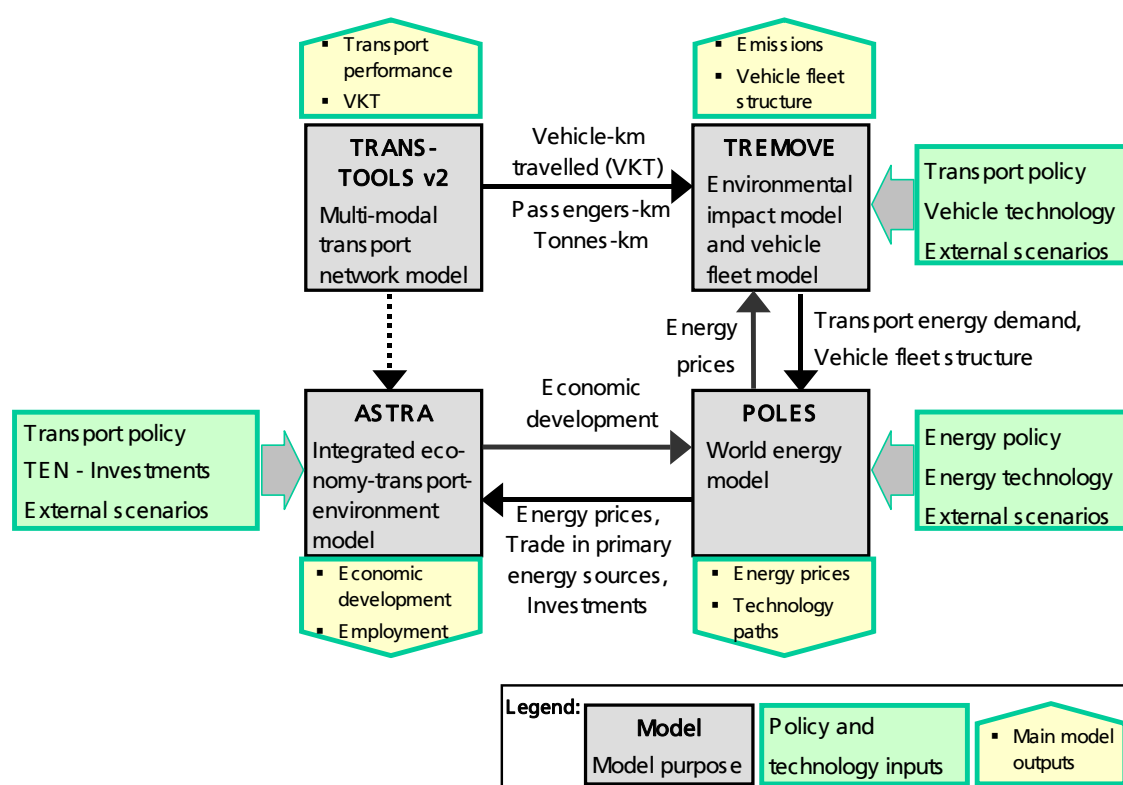 ▪ Transport
performance
▪ VKT
▪ Emissions
▪ Vehicle fleet
structure
TRANS-
TOOLS v2
Multi-modal
transport
network model
Vehicle-km
travelled (VKT)
Passengers-km
Tonnes-km
TREMOVE
Environmental
impact model
and vehicle
fleet model
Transport policy
Vehicle technology
External scenarios
Energy
prices
Transport energy demand,
Vehicle fleet structure
Transport policy
TEN - Investments
External scenarios
ASTRA
Integrated eco-
nomy-transport-
environment
model
Economic
development
Energy prices,
Trade in primary
energy sources,
Investments
POLES
World energy
model
Energy policy
Energy technology
External scenarios
▪ Economic
development
▪ Employment
▪ Energy prices
▪ Technology
paths
Legend:
Model
Model purpose
Policy and
technology inputs
▪ Main model
outputs